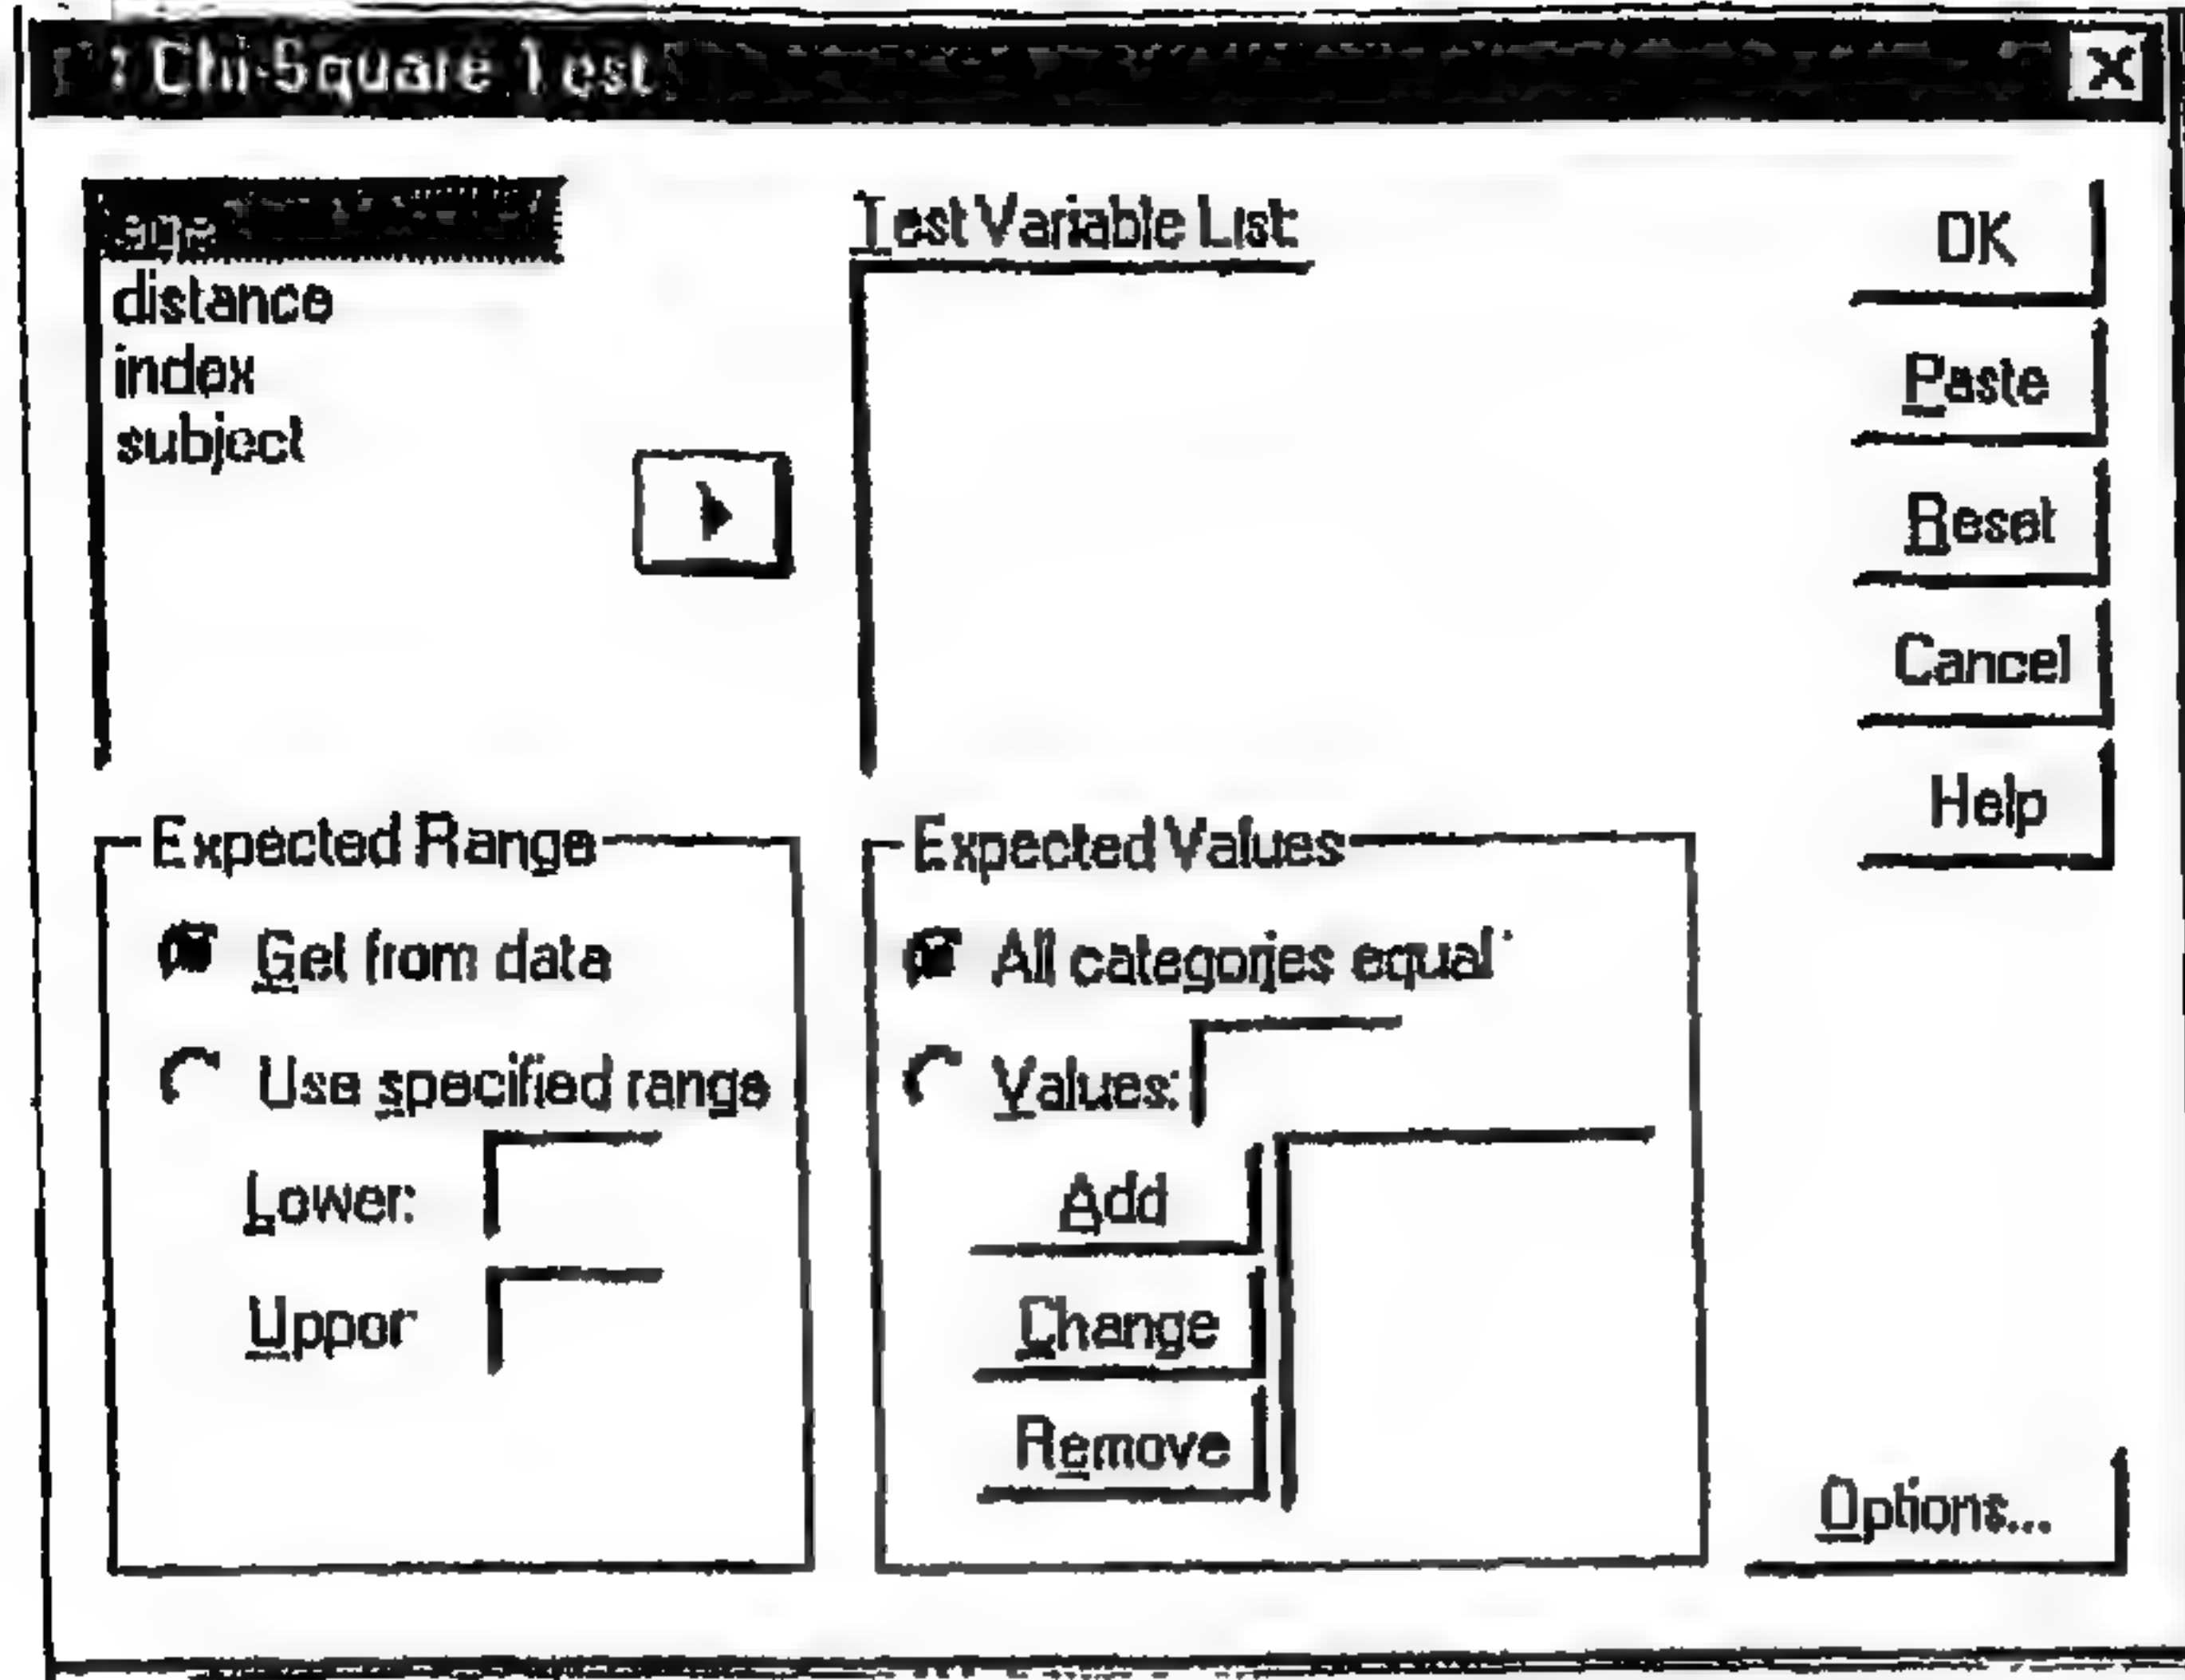 Chi-Square Test
age
distance
index
subject
Test Variable List:
OK
Paste
Reset
Cancel
Help
Expected Range
Get from data
Use specified range
Lower:
Upper
Expected Values
All categories equal
Values:
Add
Change
Remove
Options...